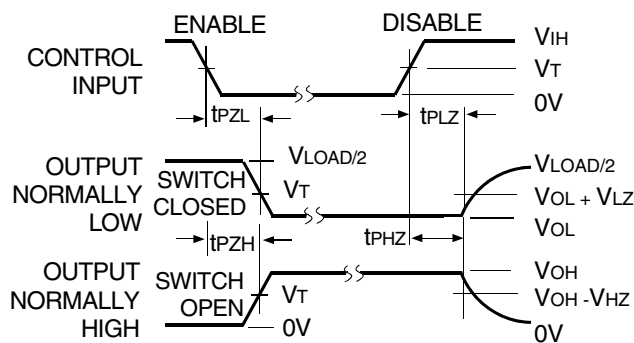 ENABLE
DISABLE
CONTROL
INPUT
VIH
VT
0V
tPZL
tPLZ
OUTPUT
NORMALLY
LOW
SWITCH
CLOSED
VLOAD/2
VT
VLOAD/2
VOL + VLZ
VOL
tPZH
tPHZ
OUTPUT
NORMALLY
HIGH
SWITCH
OPEN
VT
0V
VOH
VOH -VHZ
0V